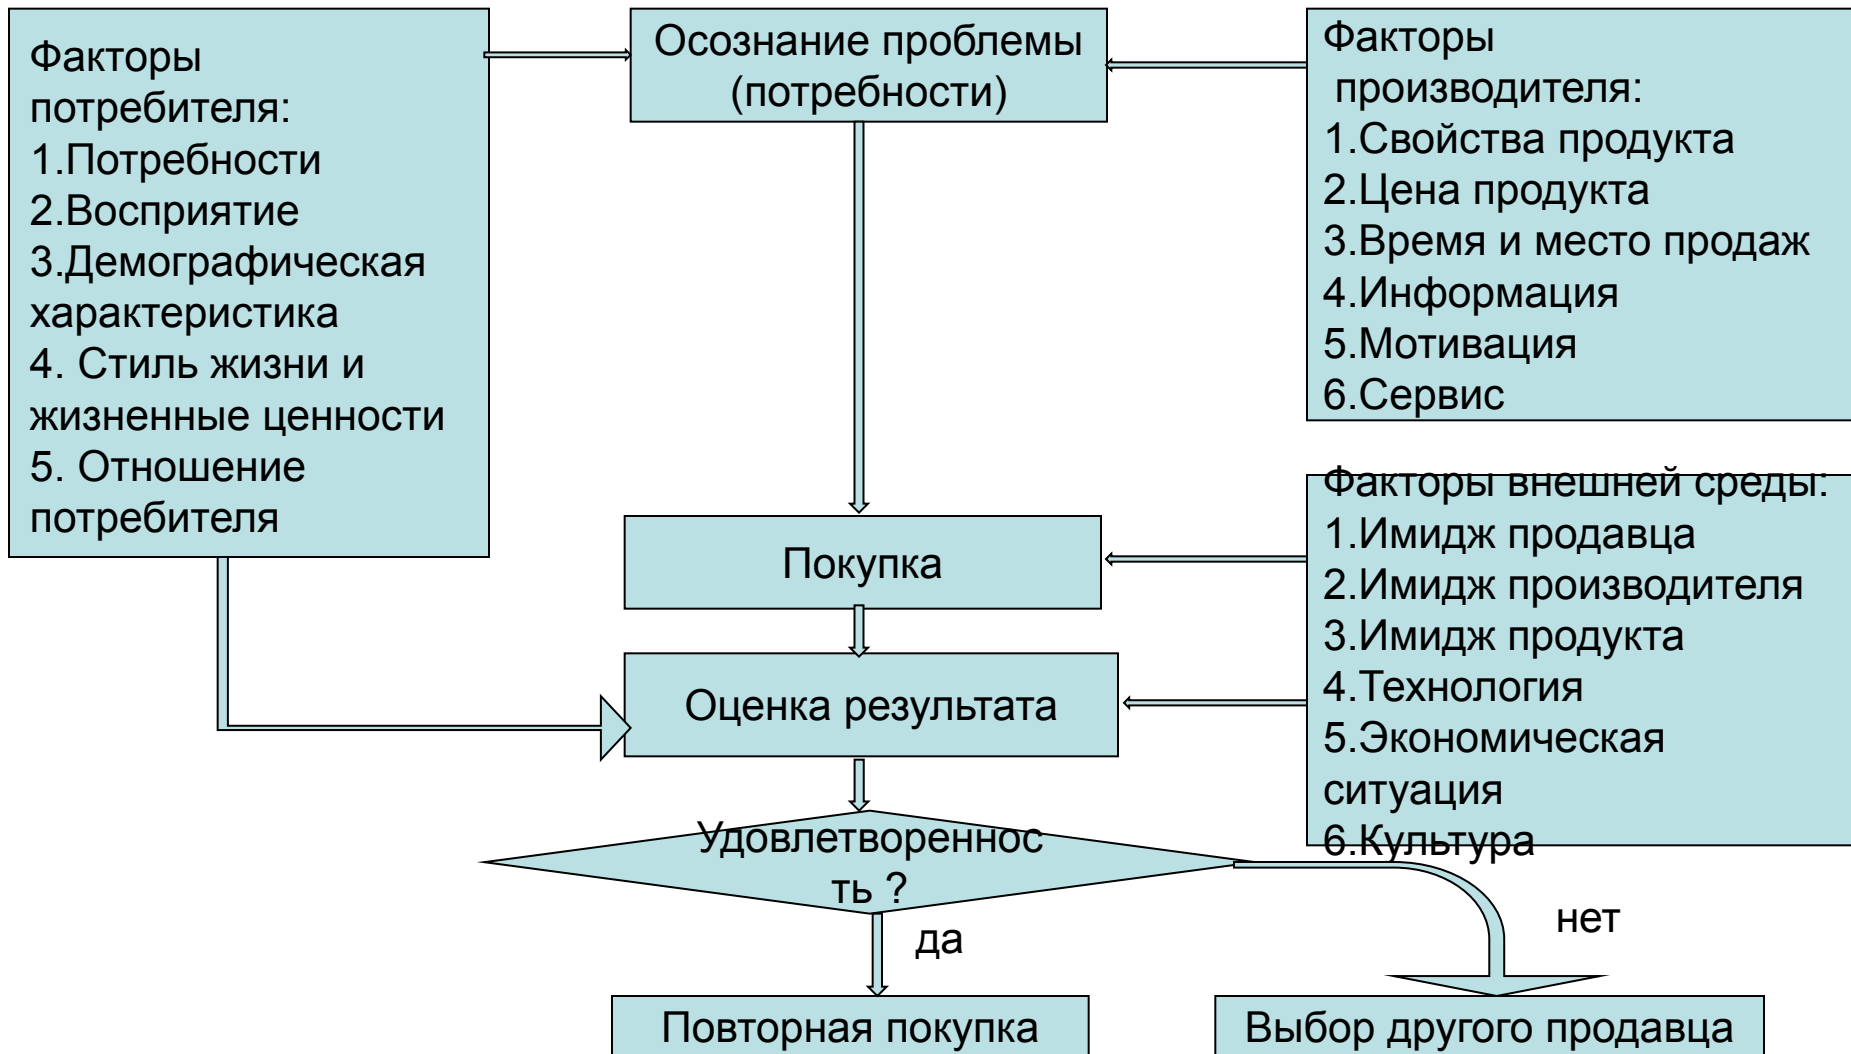 Факторы
потребителя:
1.Потребности
2.Восприятие
3.Демографическая
характеристика
4. Стиль жизни и
жизненные ценности
5. Отношение
потребителя
Осознание проблемы
(потребности)
Факторы
производителя:
1.Свойства продукта
2.Цена продукта
3.Время и место продаж
4.Информация
5.Мотивация
6.Сервис
Факторы внешней среды:
1.Имидж продавца
2.Имидж производителя
3.Имидж продукта
4.Технология
5.Экономическая
ситуация
6.Культура
Покупка
Оценка результата
Удовлетвореннос
ть ?
да
нет
Повторная покупка
Выбор другого продавца